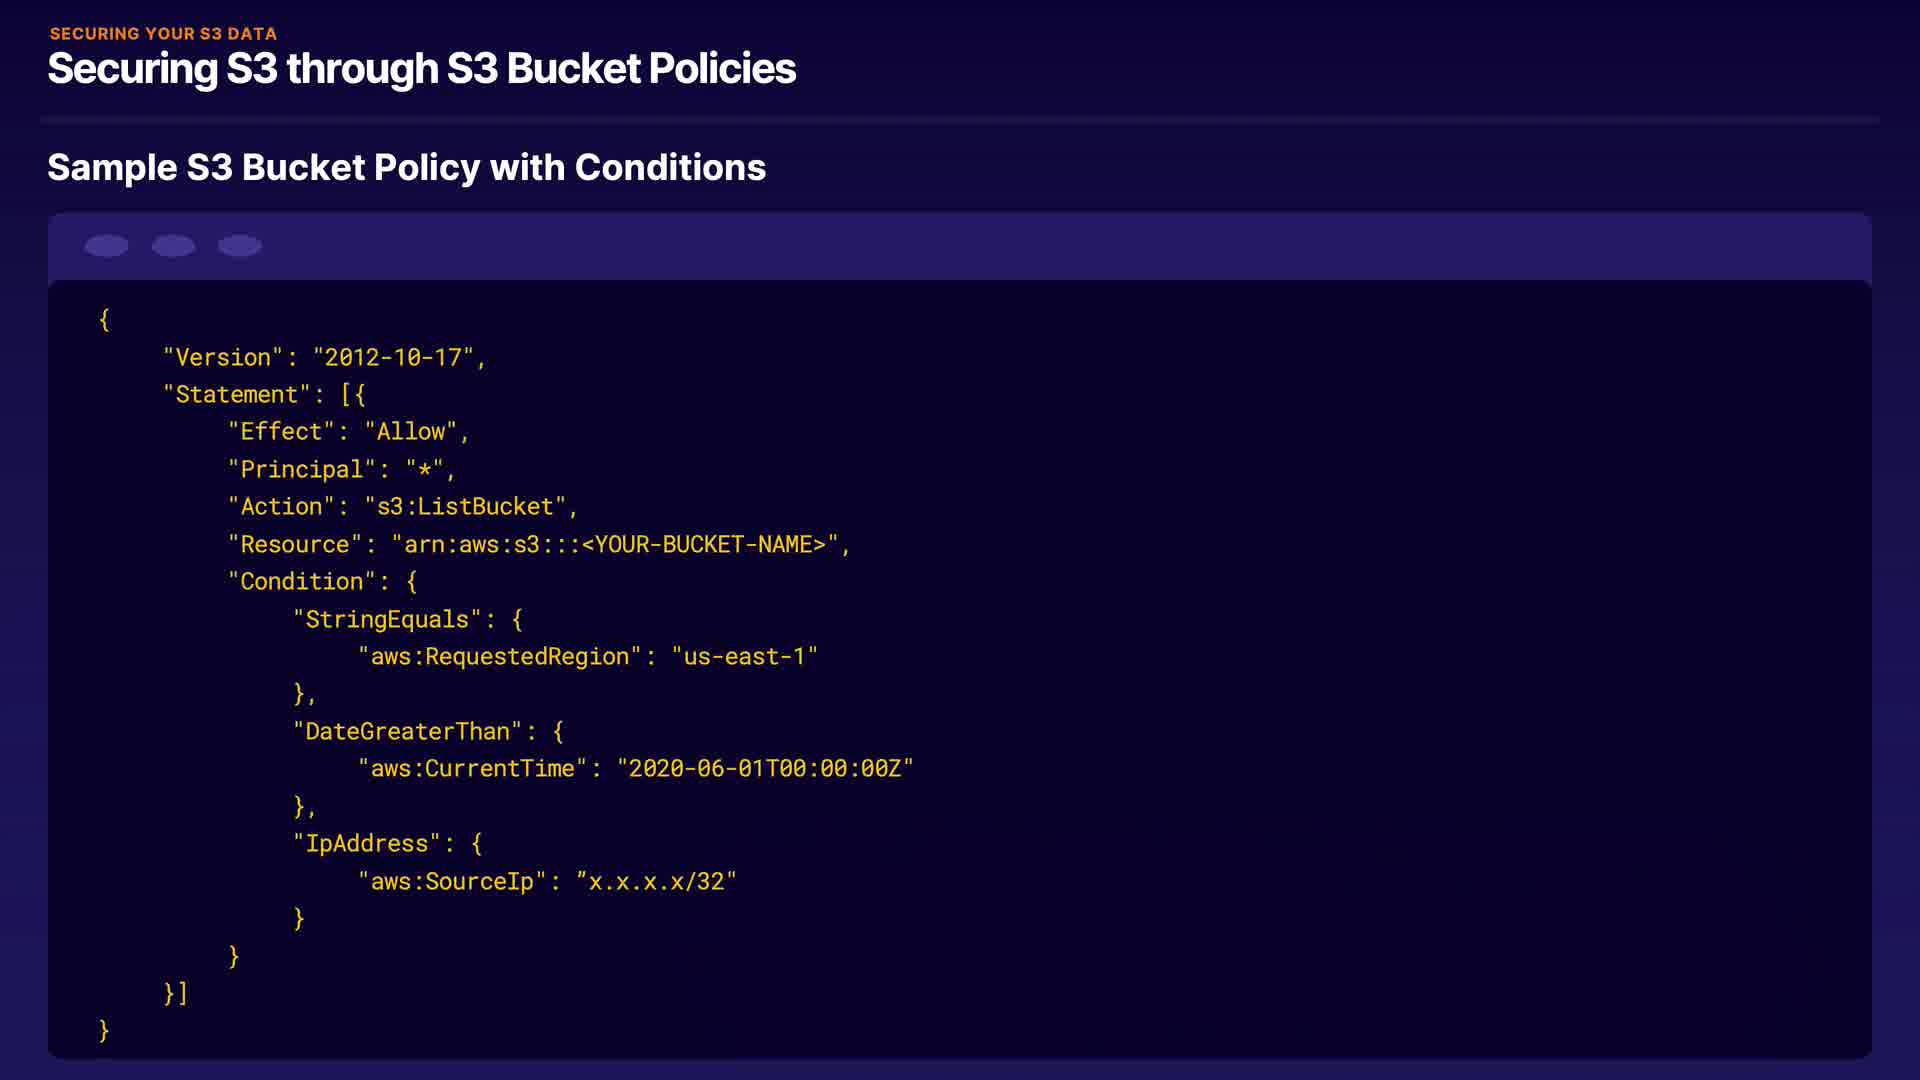 SECURING YOUR S3 DATA
Securing S3 through S3 Bucket Policies
Sample S3 Bucket Policy with Conditions
{
"Version": "2012-10-17",
"Statement": [{
"Effect": "Allow",
"Principal": "*",
"Action": "s3:ListBucket",
"Resource": "arn:aws:s3:::<YOUR-BUCKET-NAME>",
"Condition": {
"StringEquals": {
"aws:RequestedRegion": "us-east-1"
},
"DateGreaterThan": {
"aws:CurrentTime": "2020-06-01T00:00:00Z"
},
"IpAddress": {
"aws:SourceIp": ”x.x.x.x/32"
}
}
}]
}